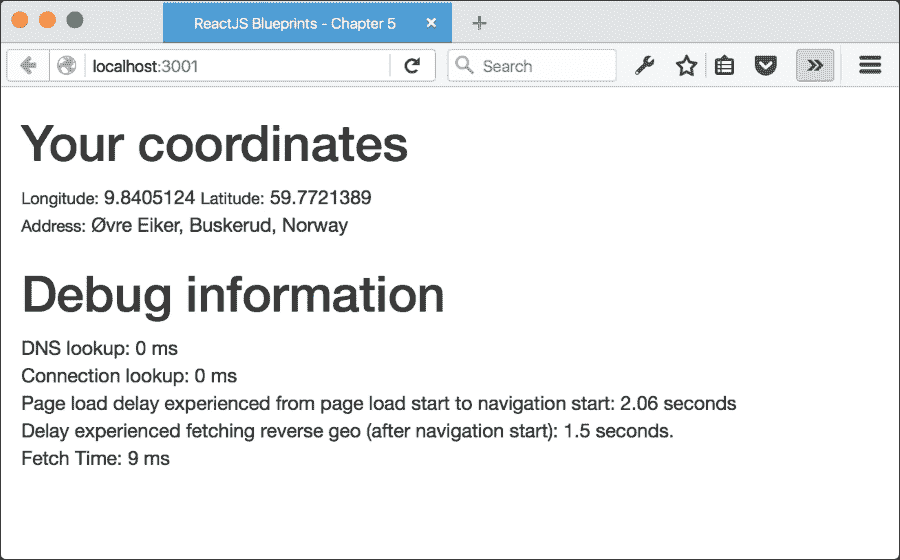 ReactJS Blueprints - Chapter 5
localhost:3001
Search
Your coordinates
Longitude: 9.8405124 Latitude: 59.7721389
Address: Øvre Eiker, Buskerud, Norway
Debug information
DNS lookup: 0 ms
Connection lookup: 0 ms
Page load delay experienced from page load start to navigation start: 2.06 seconds
Delay experienced fetching reverse geo (after navigation start): 1.5 seconds.
Fetch Time: 9 ms